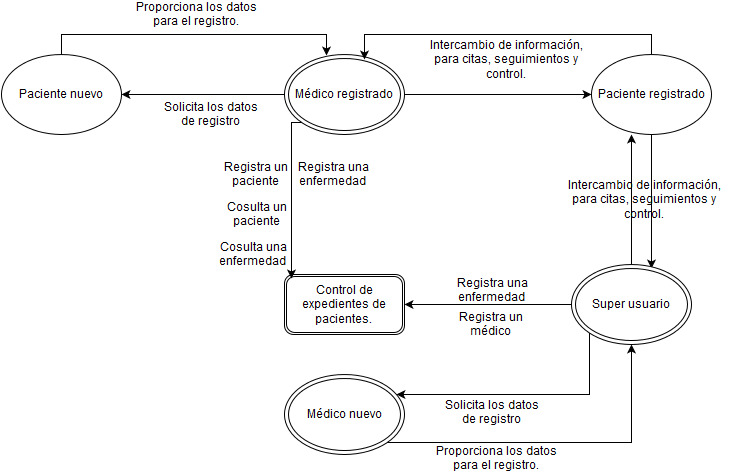 Proporciona los datos
para el registro.
Intercambio de información,
para citas, seguimientos y
control.
Paciente nuevo
Médico registrado
Paciente registrado
Solicita los datos
de registro
Registra un
paciente
Registra una
enfermedad
Cosulta un
paciente
Cosulta una
enfermedad
Intercambio de información,
para citas, seguimientos y
control.
Control de
expedientes de
pacientes.
Registra una
enfermedad
Registra un
médico
Super usuario
Médico nuevo
Solicita los datos
de registro
Proporciona los datos
para el registro.